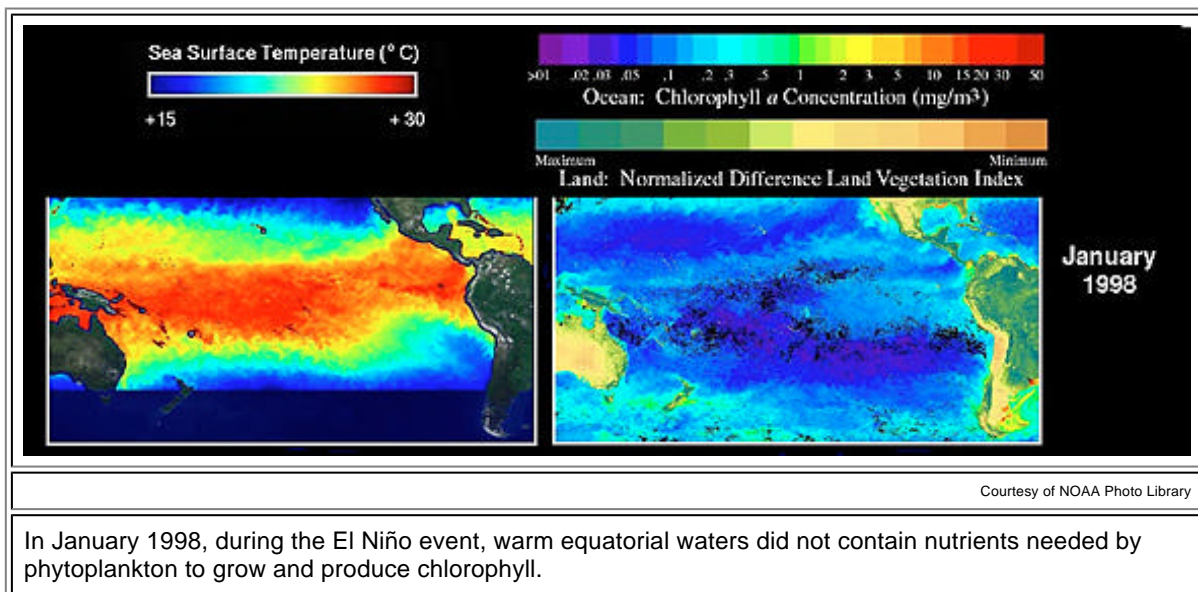 Sea Surface Temperature (° C)
+15 + 30
>01 .02 .03 .05 .1 .2 .3 .5 1 2 3 5 10 15 20 30 50
Ocean: Chlorophyll a Concentration (mg/m3)
Maximum Minimum
Land: Normalized Difference Land Vegetation Index
January
1998
Courtesy of NOAA Photo Library
In January 1998, during the El Niño event, warm equatorial waters did not contain nutrients needed by
phytoplankton to grow and produce chlorophyll.